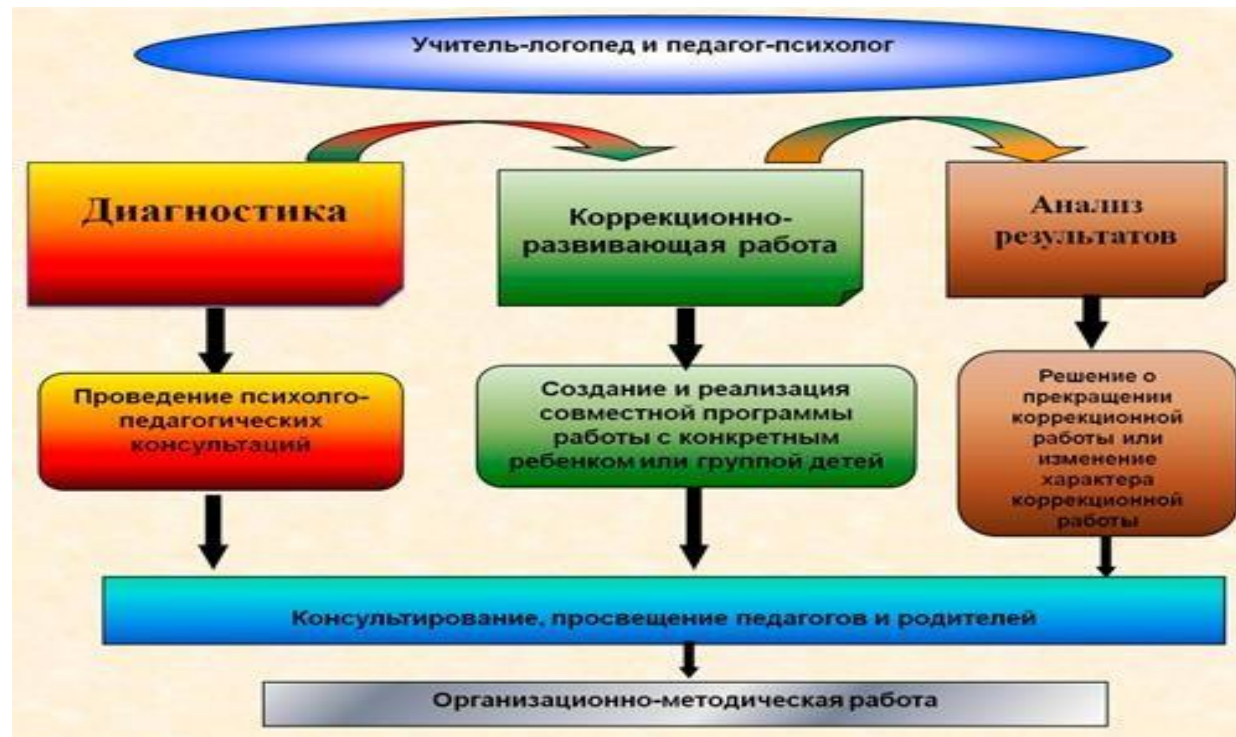 Учитель-логопед и педагог-психолог
Диагностика
Коррекционно-
развивающая работа
Анализ
результатов
Проведение психолго-
педагогических
консультаций
Создание и реализация
совместной программы
работы с конкретным
ребенком или группой детей
Решение о
прекращении
коррекционной
работы или
изменение
характера
коррекционной
работы
Консультирование, просвещение педагогов и родителей
Организационно-методическая работа